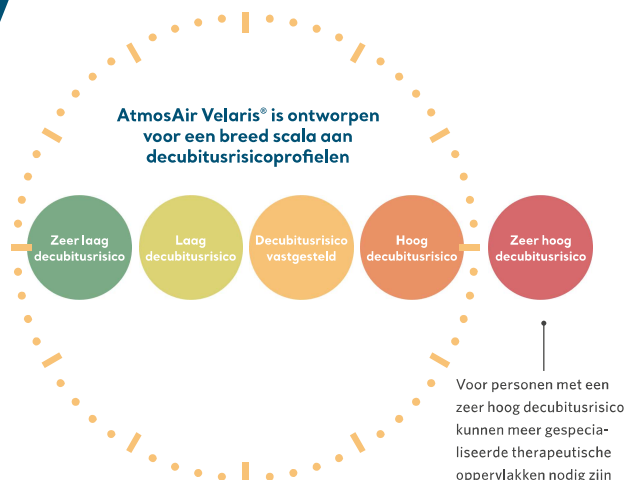 AtmosAir Velaris® is ontworpen
voor een breed scala aan
decubitusrisicoprofielen
Zeer laag
decubitusrisico
Laag
decubitusrisico
Decubitusrisico
vastgesteld
Hoog
decubitusrisico
Zeer hoog
decubitusrisico
Voor personen met een
zeer hoog decubitusrisico
kunnen meer gespecia-
liseerde therapeutische
oppervlakken nodig zijn